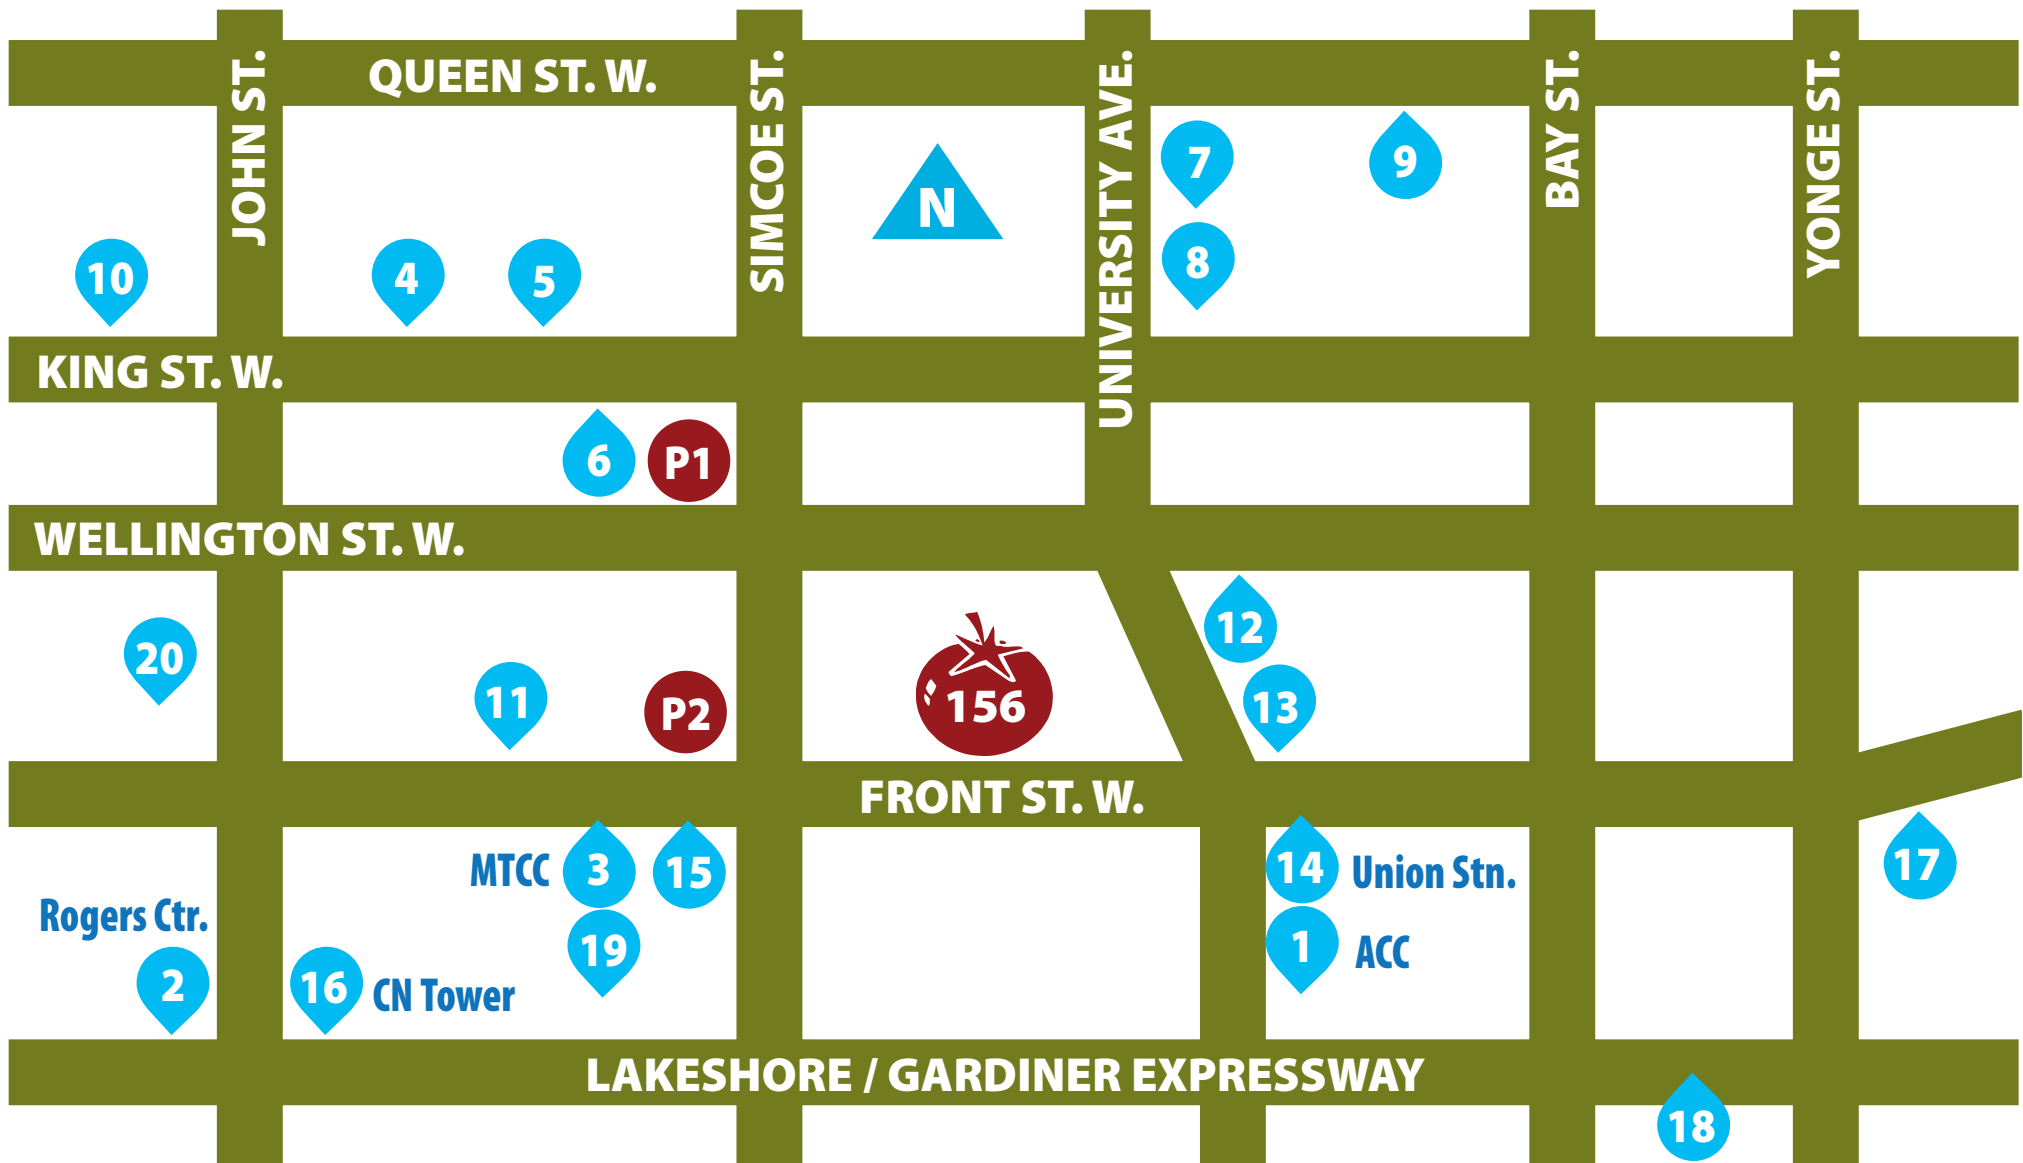 QUEEN ST. W.
JOHN ST.
SIMCOE ST.
UNIVERSITY AVE.
BAY ST.
YONGE ST.
N
7
9
8
10
4
5
KING ST. W.
6
P1
WELLINGTON ST. W.
20
11
P2
156
12
13
FRONT ST. W.
MTCC
3
15
14
Union Stn.
17
Rogers Ctr.
19
1
ACC
2
16
CN Tower
LAKESHORE / GARDINER EXPRESSWAY
18